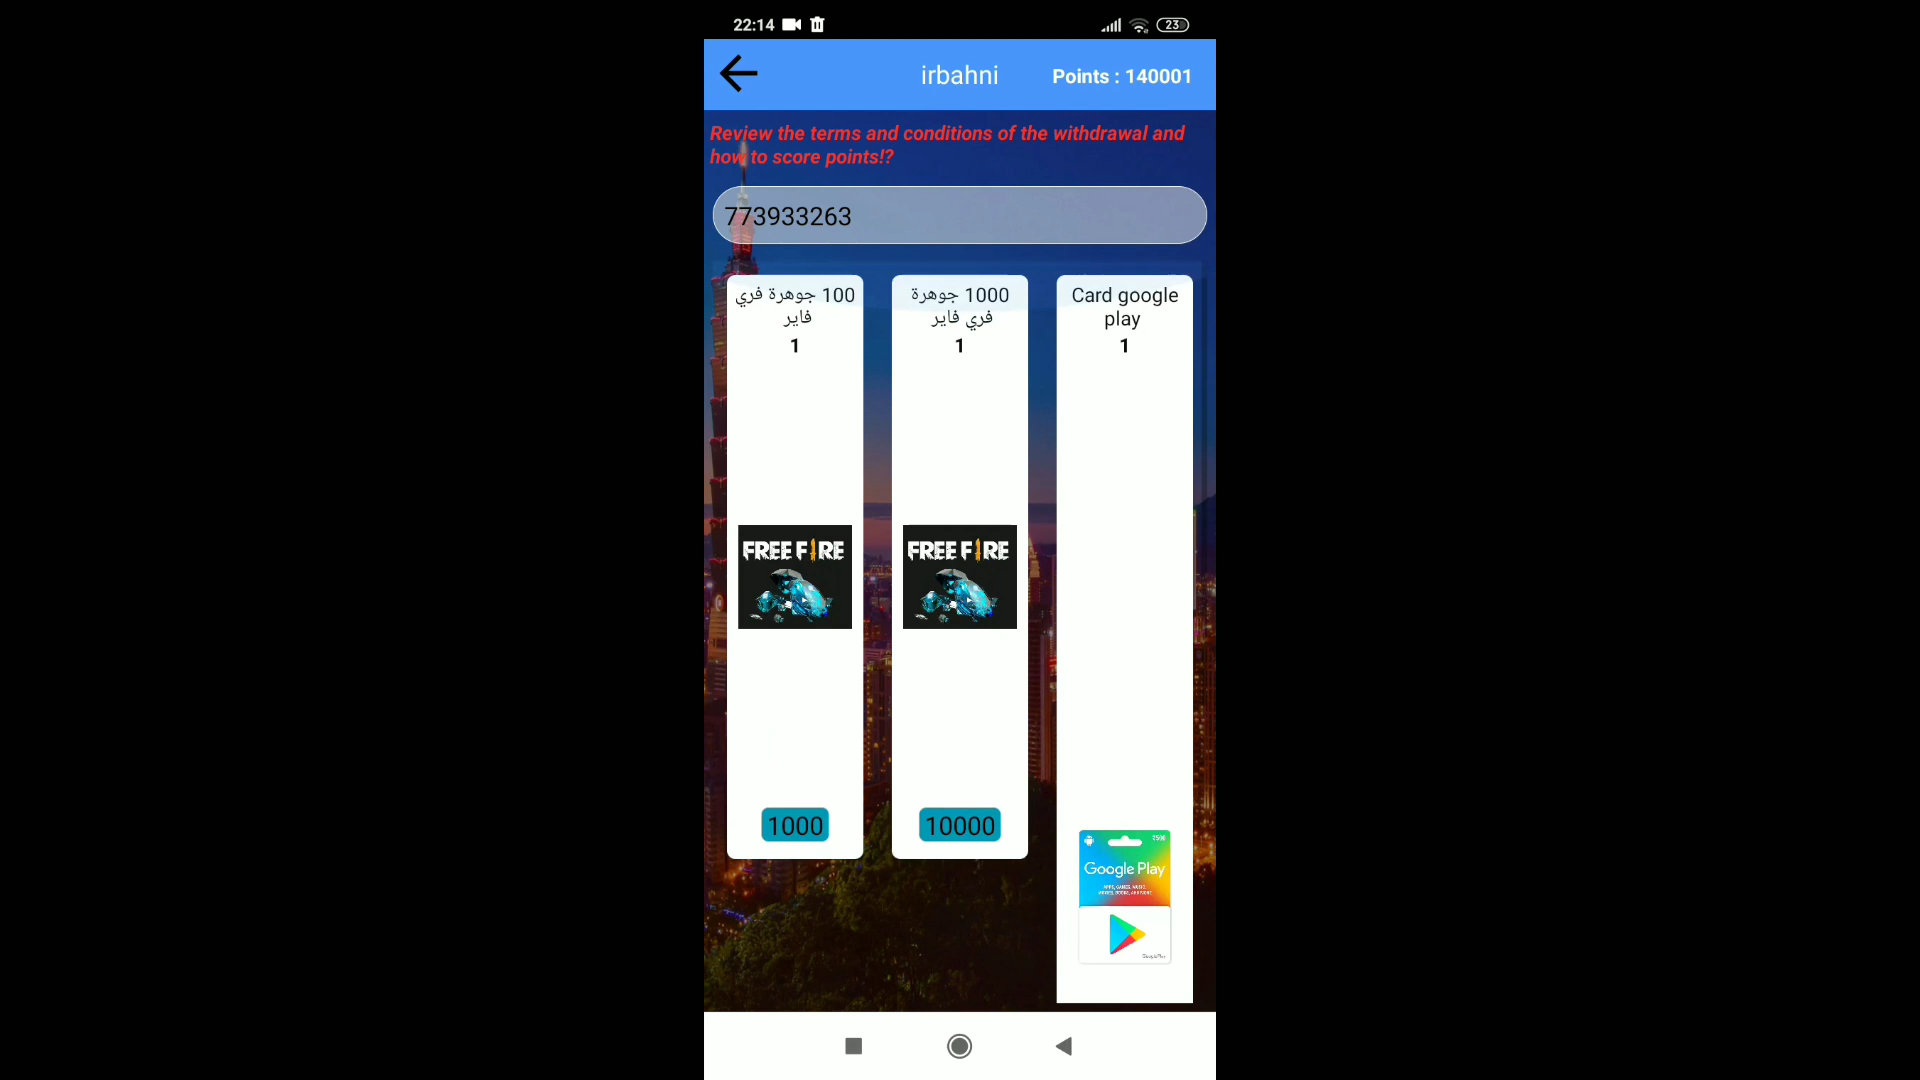 22:14
23
irbahni
Points : 140001
Review the terms and conditions of the withdrawal and
how to score points!?
773933263
100 جوهرة فري
فاير
1
FREE FIRE
1000
1000 جوهرة
فري فاير
1
FREE FIRE
10000
Card google
play
1
Google Play